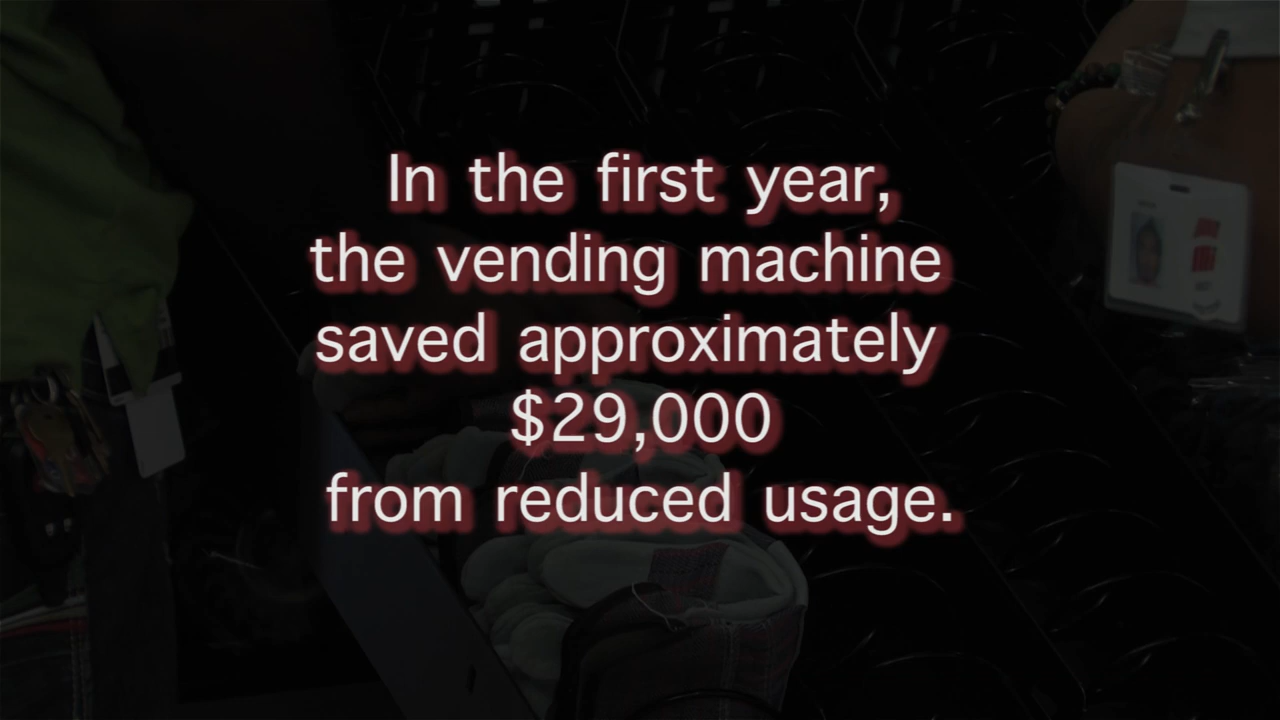 In the first year,
the vending machine
saved approximately
$29,000
from reduced usage.